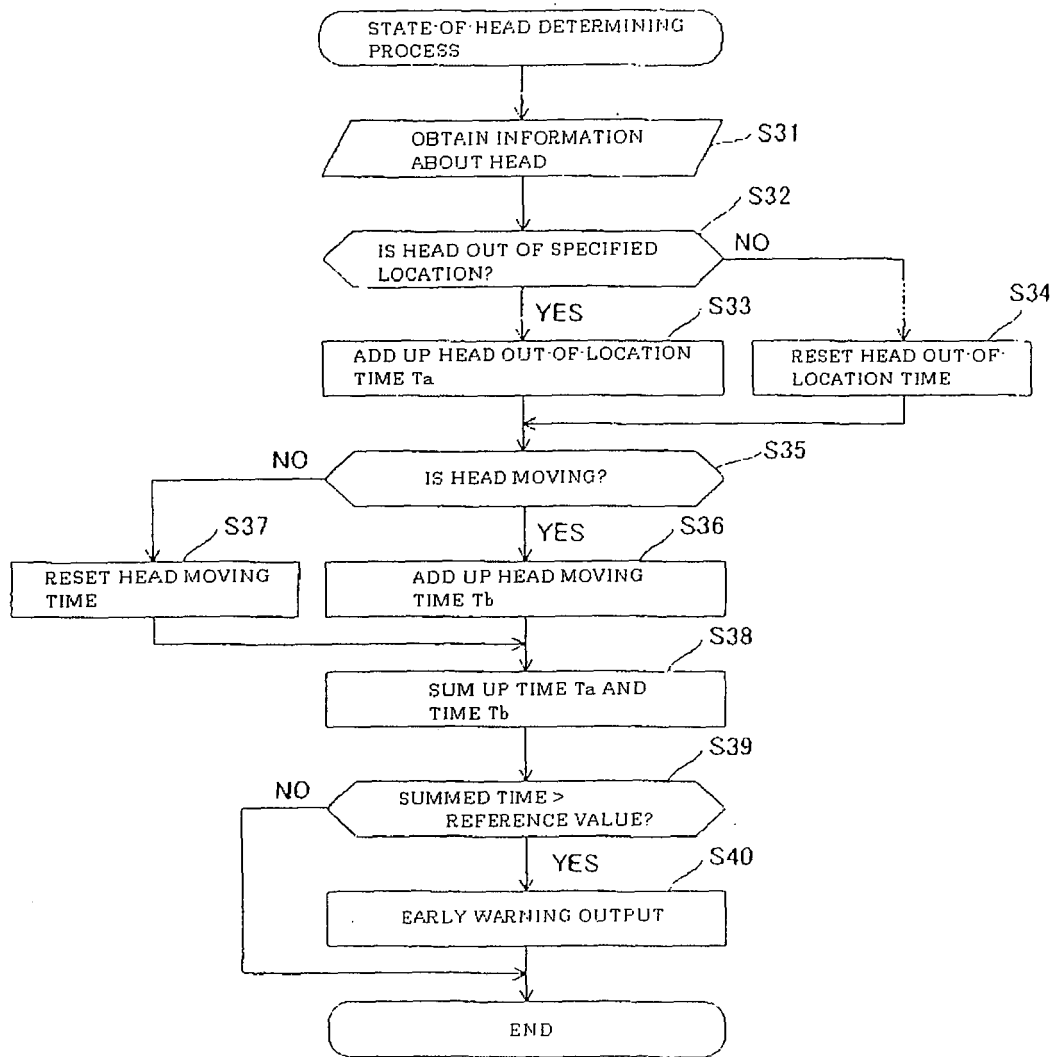 STATE-OF-HEAD DETERMINING
PROCESS
OBTAIN INFORMATION
ABOUT HEAD
S31
S32
IS HEAD OUT OF SPECIFIED
LOCATION?
NO
YES
S33
S34
ADD UP HEAD OUT-OF-LOCATION
TIME Ta
RESET HEAD OUT-OF-
LOCATION TIME
NO
S35
IS HEAD MOVING?
S37
YES
S36
RESET HEAD MOVING
TIME
ADD UP HEAD MOVING
TIME Tb
S38
SUM UP TIME Ta AND
TIME Tb
S39
NO
SUMMED TIME >
REFERENCE VALUE?
YES
S40
EARLY WARNING OUTPUT
END